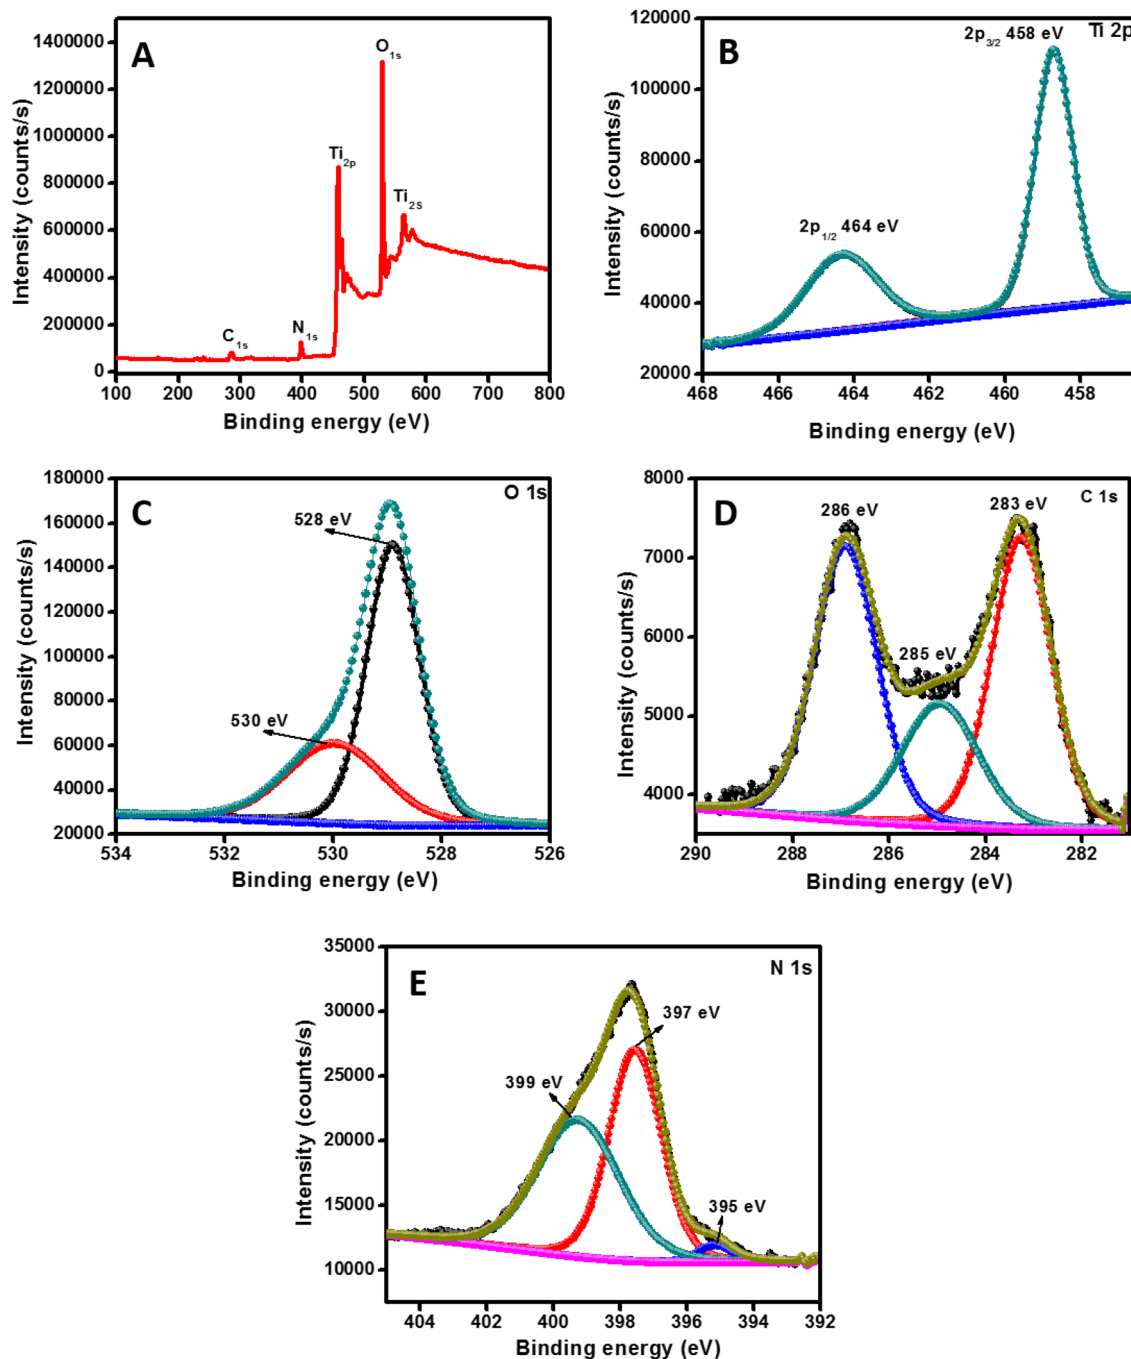 A
1400000
1200000
1000000
800000
600000
400000
200000
0
Intensity (counts/s)
O1s
Ti2p
Ti2S
C1s
N1s
100 200 300 400 500 600 700 800
Binding energy (eV)
B
Ti 2p
2p3/2 458 eV
2p1/2 464 eV
120000
100000
80000
60000
40000
20000
Intensity (counts/s)
468 466 464 462 460 458
Binding energy (eV)
C
O 1s
528 eV
530 eV
180000
160000
140000
120000
100000
80000
60000
40000
20000
Intensity (counts/s)
534 532 530 528 526
Binding energy (eV)
D
C 1s
286 eV
283 eV
285 eV
8000
7000
6000
5000
4000
Intensity (counts/s)
290 288 286 284 282
Binding energy (eV)
E
N 1s
397 eV
399 eV
395 eV
35000
30000
25000
20000
15000
10000
Intensity (counts/s)
404 402 400 398 396 394 392
Binding energy (eV)